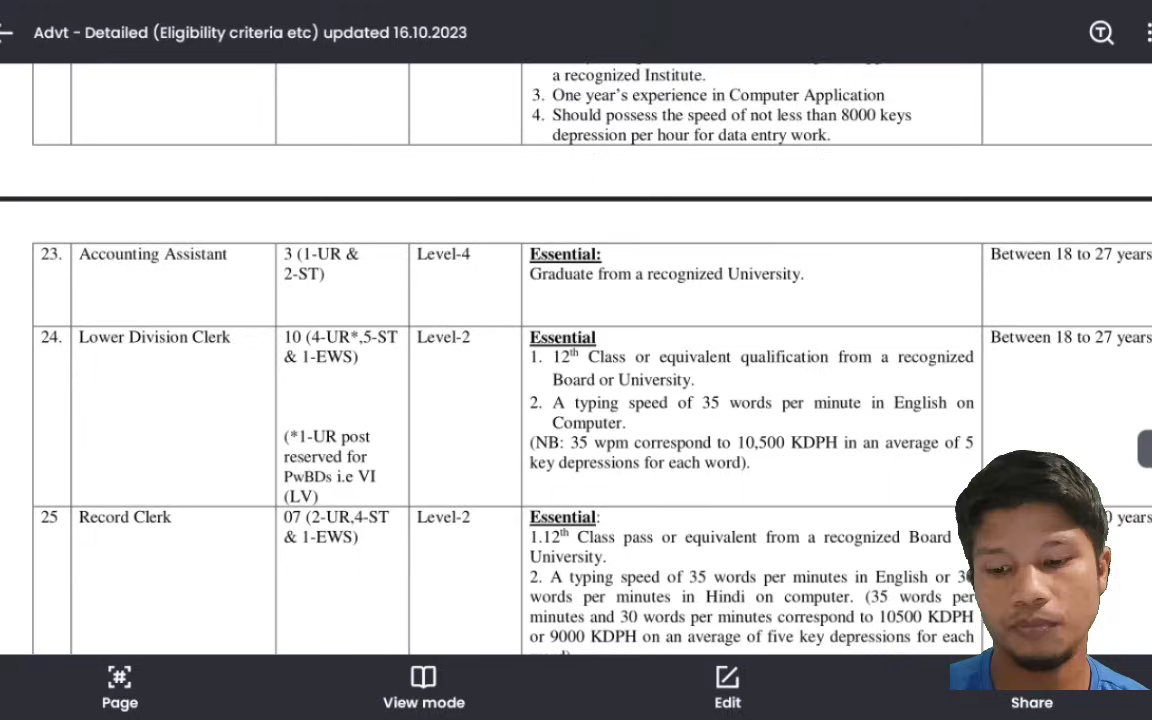 Advt - Detailed (Eligibility criteria etc) updated 16.10.2023
a recognized Institute.
3. One year's experience in Computer Application
4. Should possess the speed of not less than 8000 keys
depression per hour for data entry work.
23. Accounting Assistant 3 (1-UR & Level-4 Essential: Between 18 to 27 years
2-ST) Graduate from a recognized University.
24. Lower Division Clerk 10 (4-UR*,5-ST Level-2 Essential Between 18 to 27 years
& 1-EWS) 1. 12th Class or equivalent qualification from a recognized
Board or University.
2. A typing speed of 35 words per minute in English on
Computer.
(*1-UR post (NB: 35 wpm correspond to 10,500 KDPH in an average of 5
reserved for key depressions for each word).
PwBDs i.e VI
(LV)
25 Record Clerk 07 (2-UR,4-ST Level-2 Essential: years
& 1-EWS) 1.12th Class pass or equivalent from a recognized Board
University.
2. A typing speed of 35 words per minutes in English or
words per minutes in Hindi on computer. (35 words per
minutes and 30 words per minutes correspond to 10500 KDPH
or 9000 KDPH on an average of five key depressions for each
Page View mode Edit Share